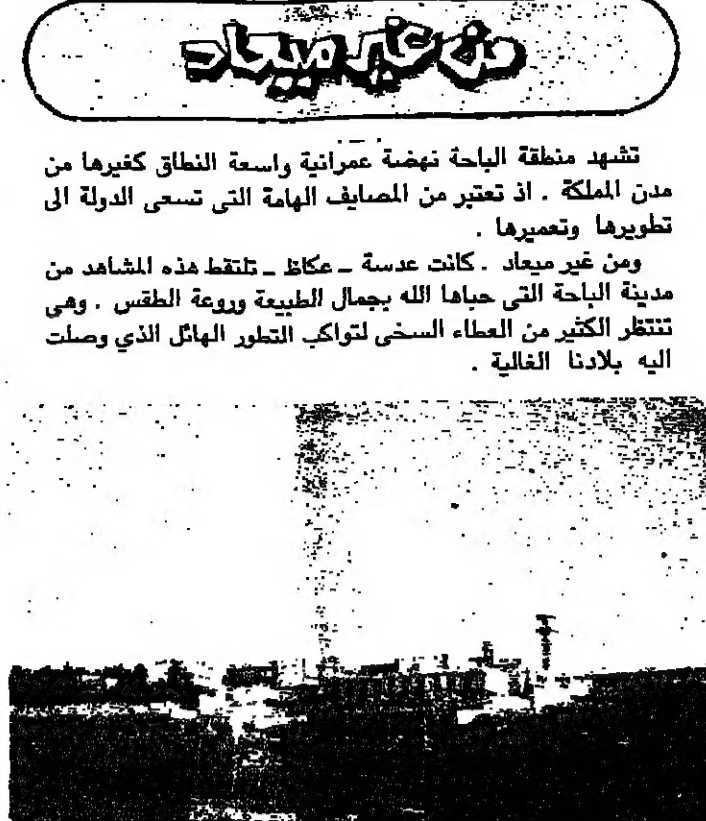 من غير ميعاد
تشهد منطقة الباحة نهضة عمرانية واسعة النطاق كغيرها من
مدن المملكة . اذ تعتبر من المصايف الهامة التى تسعى الدولة الى
تطويرها وتعميرها .
ومن غير ميعاد . كانت عدسة ـ عكاظ ـ تلتقط هذه المشاهد من
مدينة الباحة التى حباها الله بجمال الطبيعة وروعة الطقس . وهى
تنتظر الكثير من العطاء السخى لتواكب التطور الهائل الذي وصلت
اليه بلادنا الغالية .